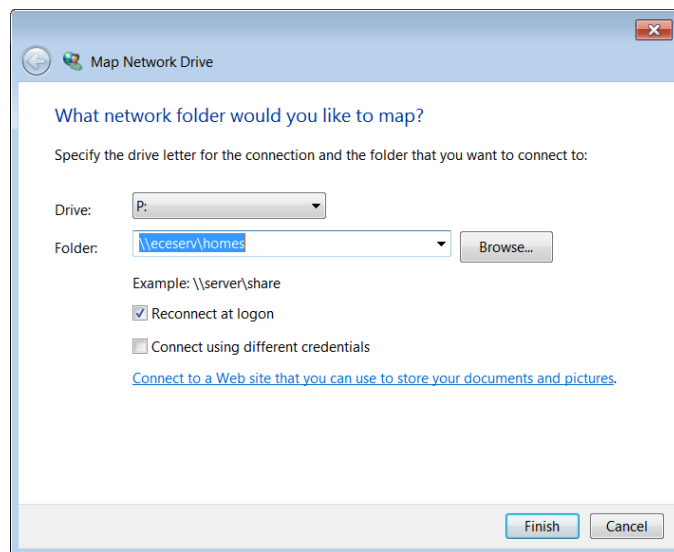 Map Network Drive
What network folder would you like to map?
Specify the drive letter for the connection and the folder that you want to connect to:
Drive: P:
Folder: \\eceserv\homes Browse...
Example: \\server\share
Reconnect at logon
Connect using different credentials
Connect to a Web site that you can use to store your documents and pictures.
Finish Cancel